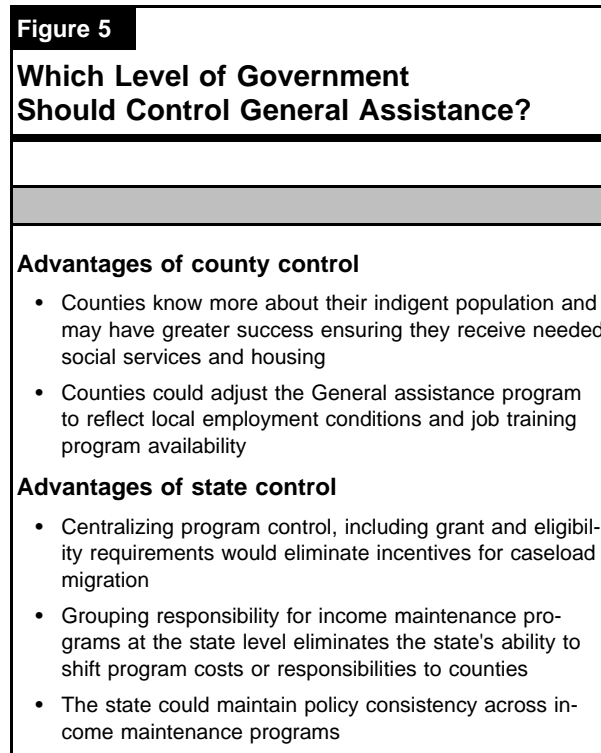 Figure 5
Which Level of Government
Should Control General Assistance?
Advantages of county control
• Counties know more about their indigent population and
may have greater success ensuring they receive needed
social services and housing
• Counties could adjust the General assistance program
to reflect local employment conditions and job training
program availability
Advantages of state control
• Centralizing program control, including grant and eligibil-
ity requirements would eliminate incentives for caseload
migration
• Grouping responsibility for income maintenance pro-
grams at the state level eliminates the state's ability to
shift program costs or responsibilities to counties
• The state could maintain policy consistency across in-
come maintenance programs